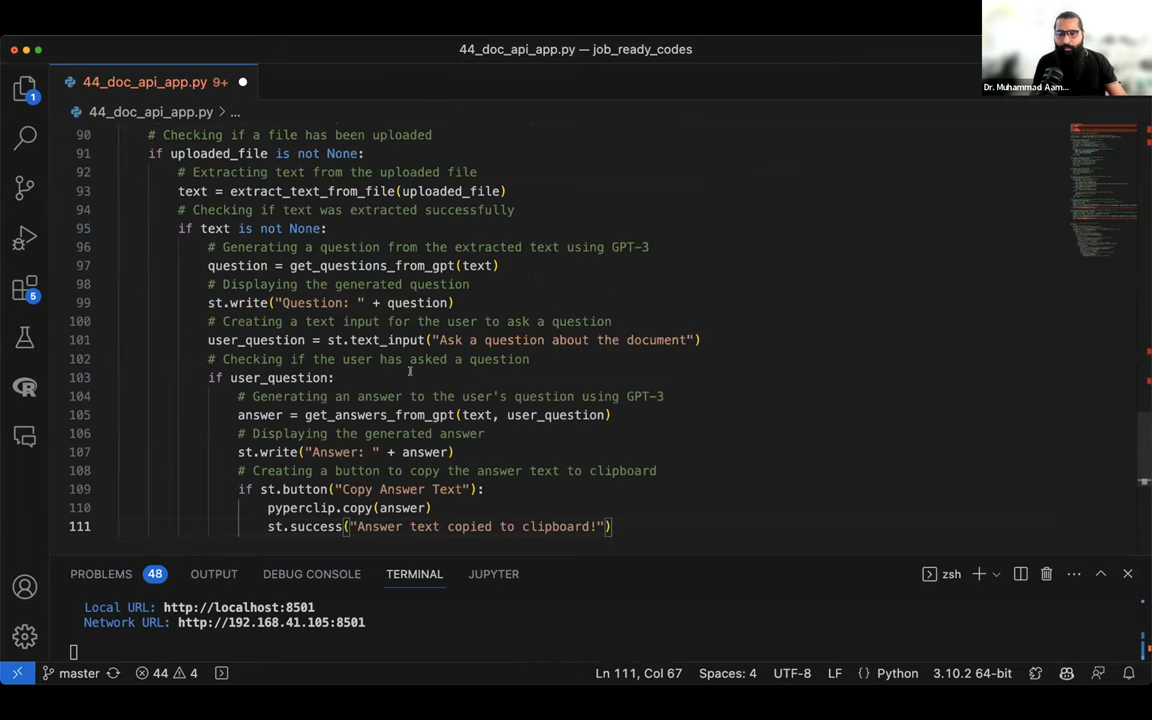 44_doc_api_app.py — job_ready_codes
Dr. Muhammad Aam...
44_doc_api_app.py 9+
44_doc_api_app.py > ...
1
5
90 # Checking if a file has been uploaded
91 if uploaded_file is not None:
92 # Extracting text from the uploaded file
93 text = extract_text_from_file(uploaded_file)
94 # Checking if text was extracted successfully
95 if text is not None:
96 # Generating a question from the extracted text using GPT-3
97 question = get_questions_from_gpt(text)
98 # Displaying the generated question
99 st.write("Question: " + question)
100 # Creating a text input for the user to ask a question
101 user_question = st.text_input("Ask a question about the document")
102 # Checking if the user has asked a question
103 if user_question:
104 # Generating an answer to the user's question using GPT-3
105 answer = get_answers_from_gpt(text, user_question)
106 # Displaying the generated answer
107 st.write("Answer: " + answer)
108 # Creating a button to copy the answer text to clipboard
109 if st.button("Copy Answer Text"):
110 pyperclip.copy(answer)
111 st.success("Answer text copied to clipboard!")
PROBLEMS 48 OUTPUT DEBUG CONSOLE TERMINAL JUPYTER zsh
Local URL: http://localhost:8501
Network URL: http://192.168.41.105:8501
master 44 4 Ln 111, Col 67 Spaces: 4 UTF-8 LF { } Python 3.10.2 64-bit